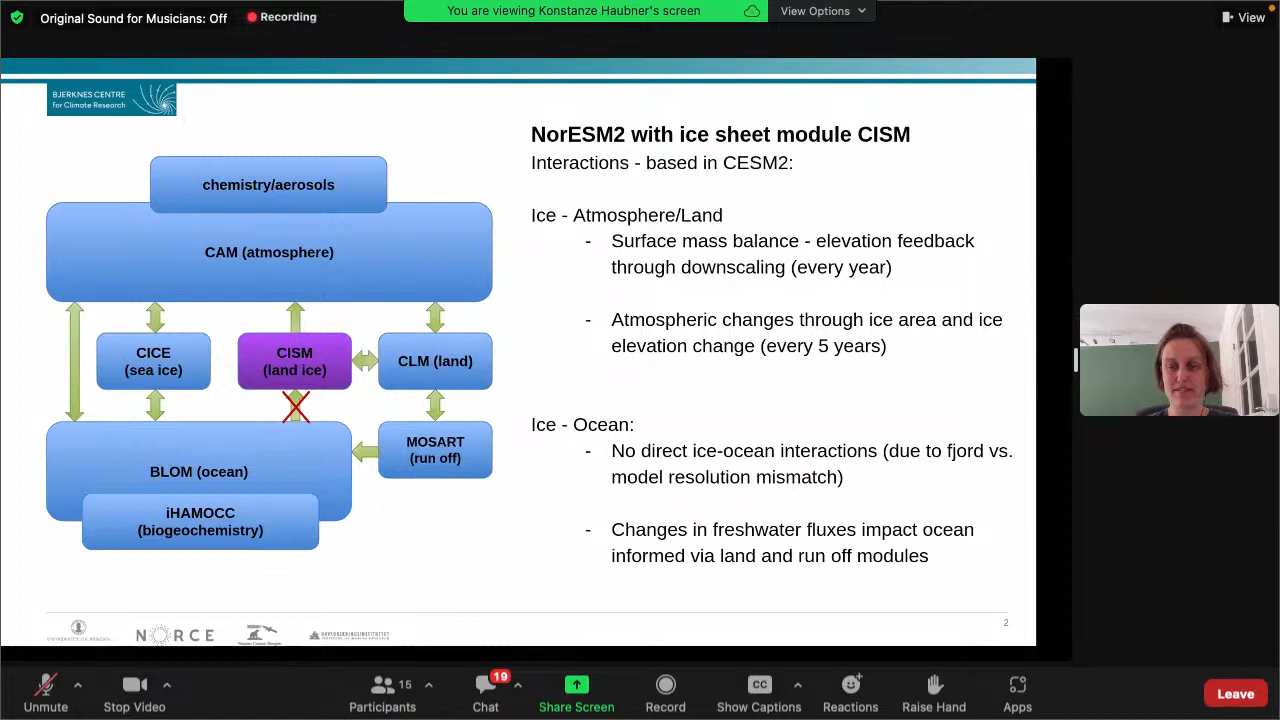 Original Sound for Musicians: Off
Recording
You are viewing Konstanze Haubner's screen
View Options
View
BJERKNES CENTRE
for Climate Research
NorESM2 with ice sheet module CISM
Interactions - based in CESM2:
Ice - Atmosphere/Land
- Surface mass balance - elevation feedback
through downscaling (every year)
- Atmospheric changes through ice area and ice
elevation change (every 5 years)
Ice - Ocean:
- No direct ice-ocean interactions (due to fjord vs.
model resolution mismatch)
- Changes in freshwater fluxes impact ocean
informed via land and run off modules
chemistry/aerosols
CAM (atmosphere)
CICE
(sea ice)
CISM
(land ice)
CLM (land)
BLOM (ocean)
MOSART
(run off)
iHAMOCC
(biogeochemistry)
UNIVERSITY OF BERGEN
NORCE
2
Unmute
Stop Video
15
Participants
19
Chat
Share Screen
Record
CC
Show Captions
Reactions
Raise Hand
Apps
Leave